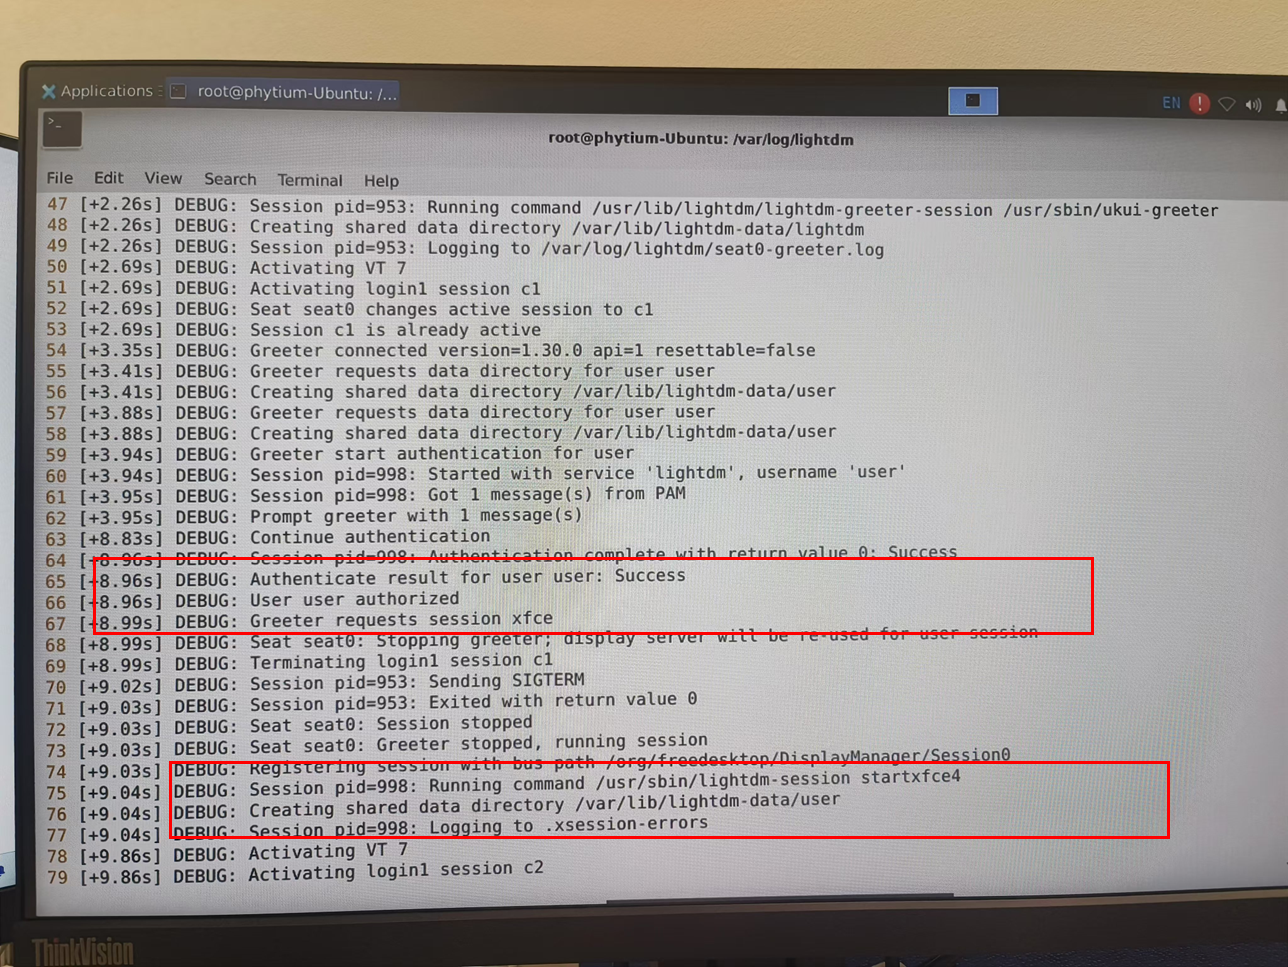 Applications
root@phytium-Ubuntu: /...
EN
root@phytium-Ubuntu: /var/log/lightdm
File Edit View Search Terminal Help
47 [+2.26s] DEBUG: Session pid=953: Running command /usr/lib/lightdm/lightdm-greeter-session /usr/sbin/ukui-greeter
48 [+2.26s] DEBUG: Creating shared data directory /var/lib/lightdm-data/lightdm
49 [+2.26s] DEBUG: Session pid=953: Logging to /var/log/lightdm/seat0-greeter.log
50 [+2.69s] DEBUG: Activating VT 7
51 [+2.69s] DEBUG: Activating login1 session c1
52 [+2.69s] DEBUG: Seat seat0 changes active session to c1
53 [+2.69s] DEBUG: Session c1 is already active
54 [+3.35s] DEBUG: Greeter connected version=1.30.0 api=1 resettable=false
55 [+3.41s] DEBUG: Greeter requests data directory for user user
56 [+3.41s] DEBUG: Creating shared data directory /var/lib/lightdm-data/user
57 [+3.88s] DEBUG: Greeter requests data directory for user user
58 [+3.88s] DEBUG: Creating shared data directory /var/lib/lightdm-data/user
59 [+3.94s] DEBUG: Greeter start authentication for user
60 [+3.94s] DEBUG: Session pid=998: Started with service 'lightdm', username 'user'
61 [+3.95s] DEBUG: Session pid=998: Got 1 message(s) from PAM
62 [+3.95s] DEBUG: Prompt greeter with 1 message(s)
63 [+8.83s] DEBUG: Continue authentication
64 [+8.96s] DEBUG: Session pid=998: Authentication complete with return value 0: Success
65 [+8.96s] DEBUG: Authenticate result for user user: Success
66 [+8.96s] DEBUG: User user authorized
67 [+8.99s] DEBUG: Greeter requests session xfce
68 [+8.99s] DEBUG: Seat seat0: Stopping greeter; display server will be re-used for user session
69 [+8.99s] DEBUG: Terminating login1 session c1
70 [+9.02s] DEBUG: Session pid=953: Sending SIGTERM
71 [+9.03s] DEBUG: Session pid=953: Exited with return value 0
72 [+9.03s] DEBUG: Seat seat0: Session stopped
73 [+9.03s] DEBUG: Seat seat0: Greeter stopped, running session
74 [+9.03s] DEBUG: Registering session with bus path /org/freedesktop/DisplayManager/Session0
75 [+9.04s] DEBUG: Session pid=998: Running command /usr/sbin/lightdm-session startxfce4
76 [+9.04s] DEBUG: Creating shared data directory /var/lib/lightdm-data/user
77 [+9.04s] DEBUG: Session pid=998: Logging to .xsession-errors
78 [+9.86s] DEBUG: Activating VT 7
79 [+9.86s] DEBUG: Activating login1 session c2
ThinkVision